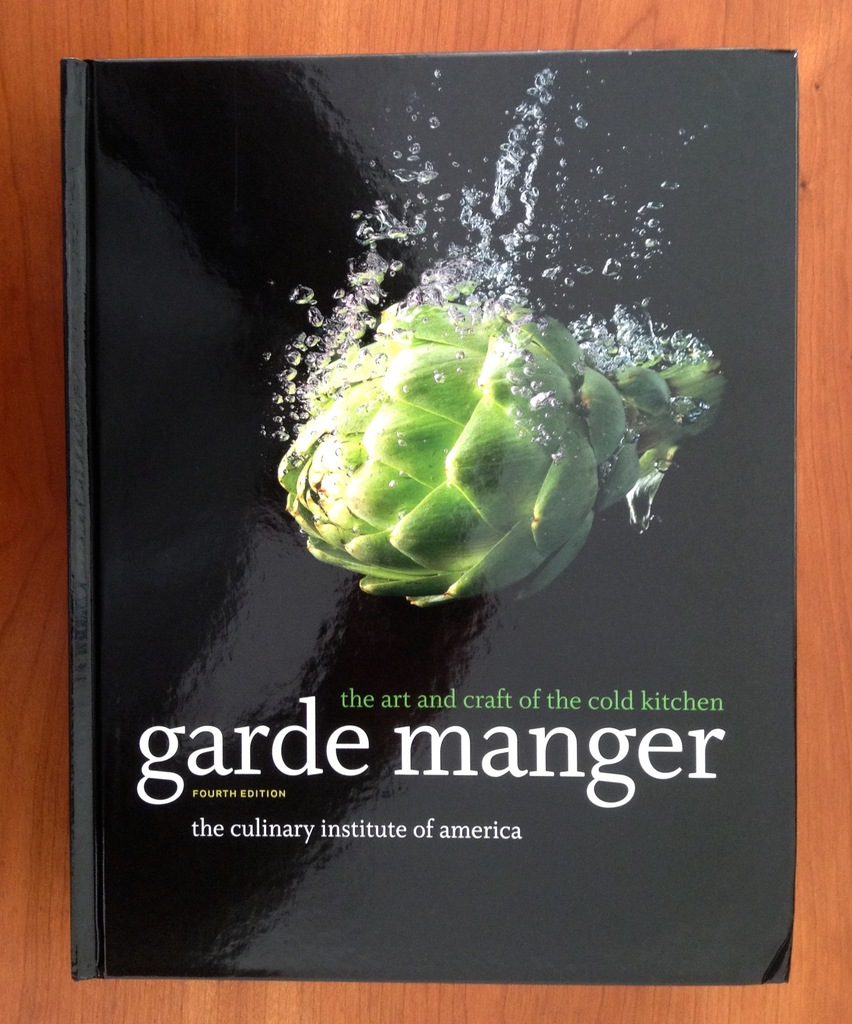 the art and craft of the cold kitchen
garde manger
FOURTH EDITION
the culinary institute of america